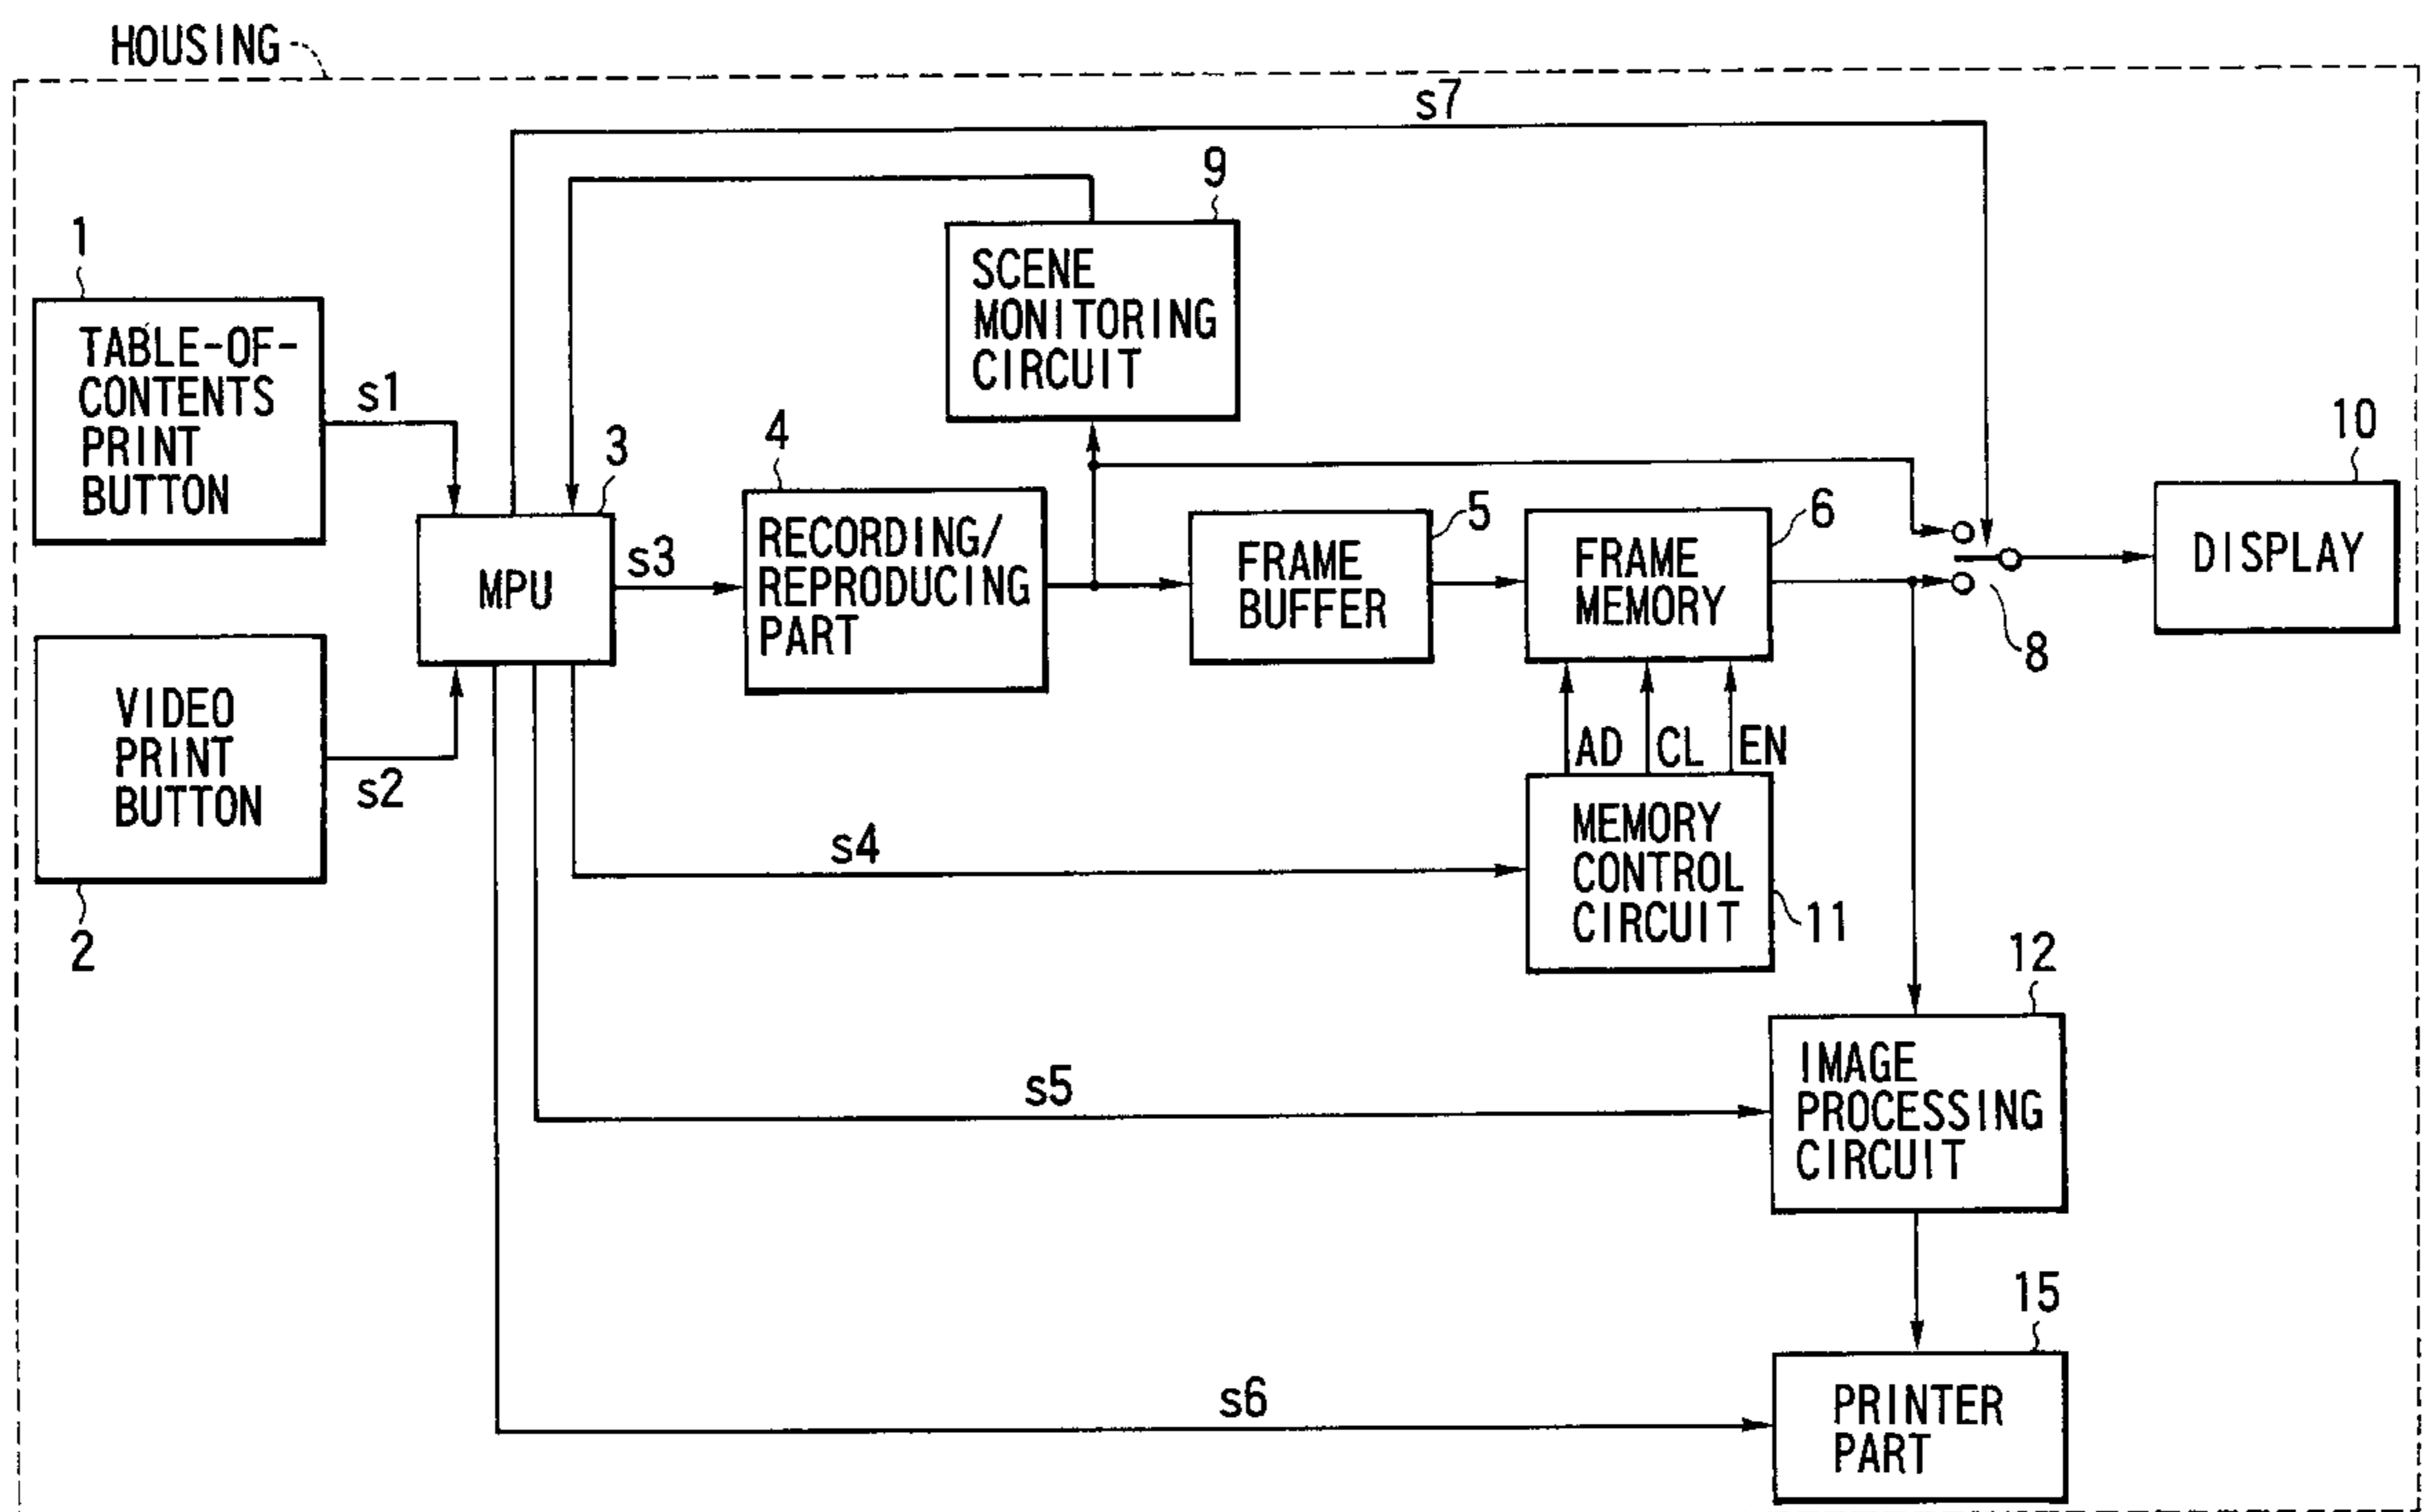 HOUSING
s7
9
1
SCENE
MONITORING
CIRCUIT
TABLE-OF-
CONTENTS
PRINT
BUTTON
s1
3
4
10
MPU
s3
RECORDING/
REPRODUCING
PART
5
FRAME
BUFFER
6
FRAME
MEMORY
8
DISPLAY
VIDEO
PRINT
BUTTON
s2
2
AD
CL
EN
s4
MEMORY
CONTROL
CIRCUIT
11
12
s5
IMAGE
PROCESSING
CIRCUIT
15
s6
PRINTER
PART